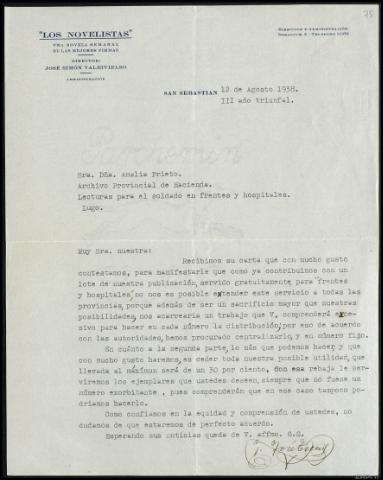 75
"LOS NOVELISTAS"
UNA NOVELA SEMANAL
DE LAS MEJORES FIRMAS
DIRECTOR:
JOSÉ SIMÓN VALDIVIELSO
ADMINISTRACIÓN
SAN SEBASTIAN
12 de Agosto 1938.
III año triunfal.
Sra. Dña. Amalia Prieto.
Archivo Provincial de Hacienda.
Lecturas para el soldado en frentes y hospitales.
Lugo.
Muy Sra. nuestra:
Recibimos su carta que con mucho gusto
contestamos, para manifestarle que como ya contribuimos con un
lote de nuestra publicación, servido gratuitamente para frentes
y hospitales, no nos es posible extender este servicio a todas las
provincias, porque además de ser un sacrificio mayor que nuestras
posibilidades, nos acarrearía un trabajo que V. comprenderá exce-
sivo para hacer en cada número la distribución, por eso de acuerdo
con las autoridades, hemos procurado centralizarlo, y en número fijo.
En cuanto a la segunda parte, lo más que podemos hacer y que
con mucho gusto haremos, es ceder toda nuestra posible utilidad, que
llevada al máximum será de un 30 por ciento. Con esa rebaja le ser-
viremos los ejemplares que ustedes deseen, siempre que no fuese un
número exorbitante, pues comprenderán que en ese caso tampoco po-
driamos hacerlo.
Como confiamos en la equidad y comprensión de ustedes, no
dudamos de que estaremos de perfecto acuerdo.
Esperando sus noticias queda de V. affmo. S.S.